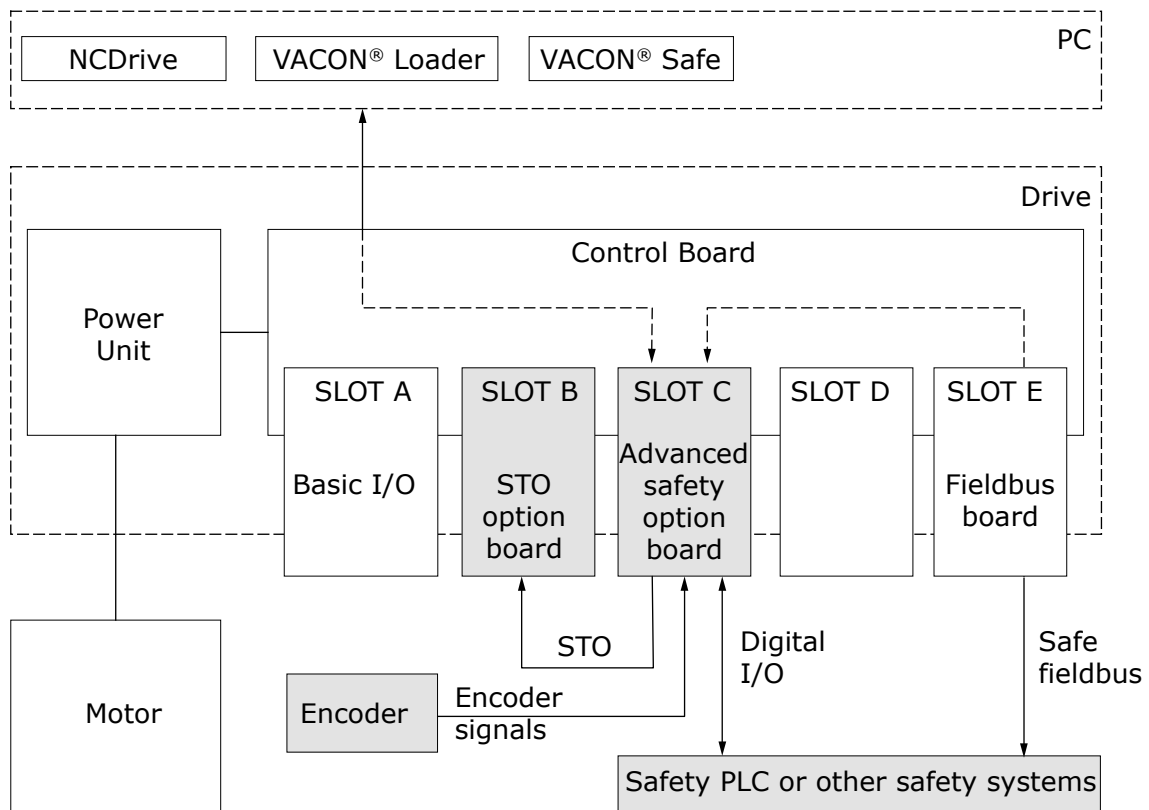 PC
NCDrive
VACON® Loader
VACON® Safe
Drive
Control Board
Power
Unit
SLOT A
SLOT B
SLOT C
SLOT D
SLOT E
Basic I/O
STO
option
board
Advanced
safety
option
board
Fieldbus
board
STO
Digital
I/O
Safe
fieldbus
Encoder
Encoder
signals
Motor
Safety PLC or other safety systems